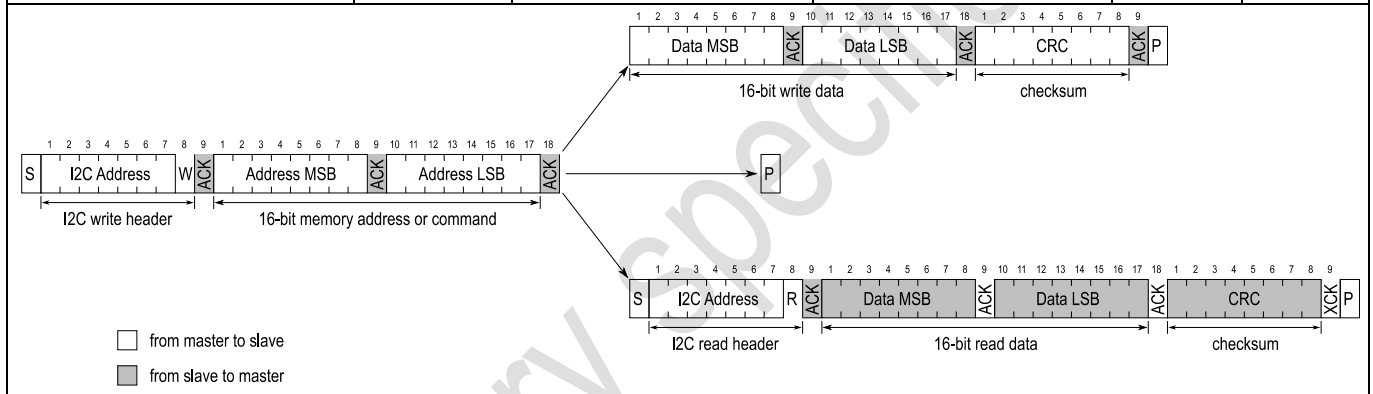 1 2 3 4 5 6 7 8 9 10 11 12 13 14 15 16 17 18 1 2 3 4 5 6 7 8 9
Data MSB ACK Data LSB ACK CRC ACK P
16-bit write data checksum
1 2 3 4 5 6 7 8 9 1 2 3 4 5 6 7 8 9 10 11 12 13 14 15 16 17 18
S I2C Address W ACK Address MSB ACK Address LSB ACK P
I2C write header 16-bit memory address or command
1 2 3 4 5 6 7 8 9 1 2 3 4 5 6 7 8 9 10 11 12 13 14 15 16 17 18 1 2 3 4 5 6 7 8 9
S I2C Address R ACK Data MSB ACK Data LSB ACK CRC XCK P
I2C read header 16-bit read data checksum
from master to slave
from slave to master